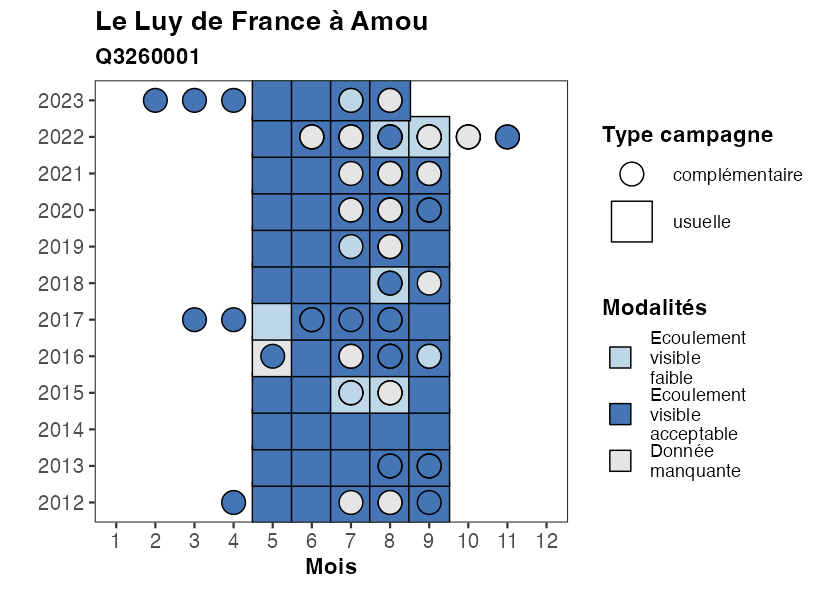 Le Luy de France à Amou
Q3260001
2023
2022
2021
2020
2019
2018
2017
2016
2015
2014
2013
2012
1 2 3 4 5 6 7 8 9 10 11 12
Mois
Type campagne
complémentaire
usuelle
Modalités
Ecoulement
visible
faible
Ecoulement
visible
acceptable
Donnée
manquante